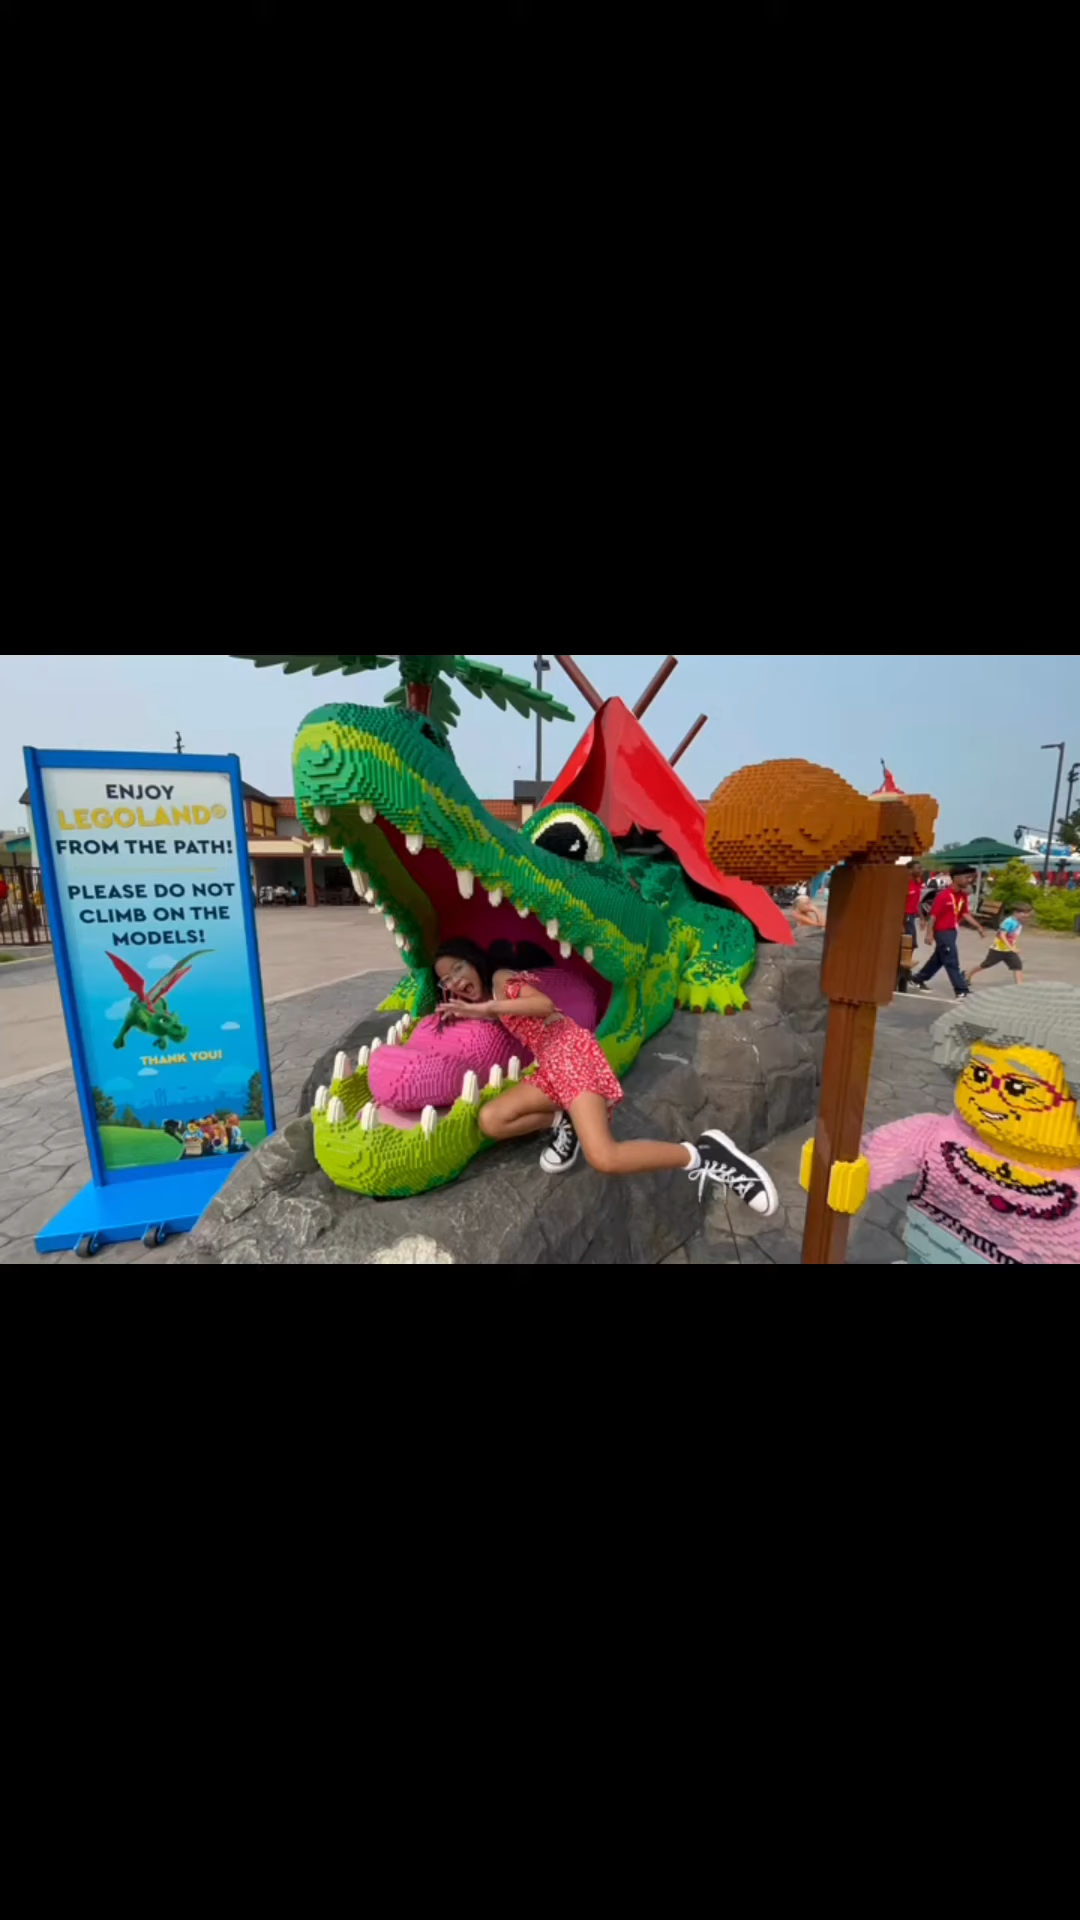 ENJOY
LEGOLAND®
FROM THE PATH!
PLEASE DO NOT
CLIMB ON THE
MODELS!
THANK YOU!